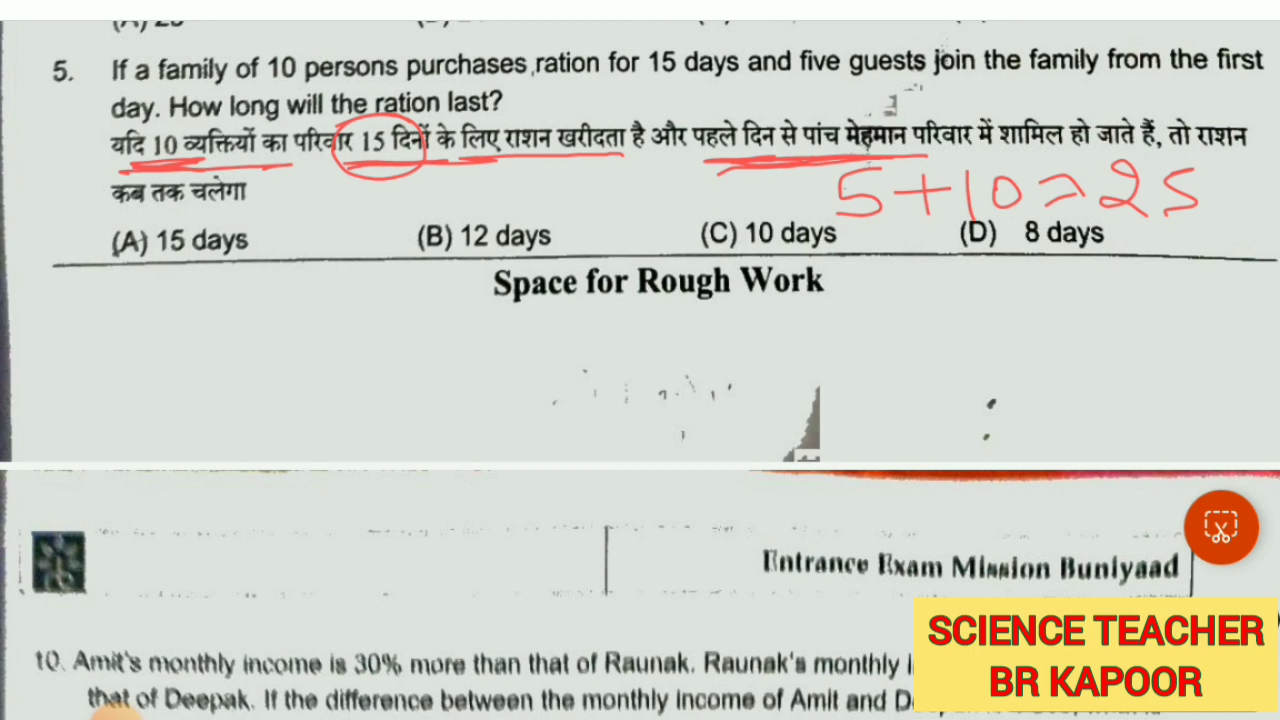 5. If a family of 10 persons purchases ration for 15 days and five guests join the family from the first
day. How long will the ration last?
यदि 10 व्यक्तियों का परिवार 15 दिनों के लिए राशन खरीदता है और पहले दिन से पांच मेहमान परिवार में शामिल हो जाते हैं, तो राशन
कब तक चलेगा
5+10=25
(A) 15 days (B) 12 days (C) 10 days (D) 8 days
Space for Rough Work
Entrance Exam Mission Buniyaad
10. Amit's monthly income is 30% more than that of Raunak. Raunak's monthly
that of Deepak. If the difference between the monthly income of Amit and
SCIENCE TEACHER
BR KAPOOR